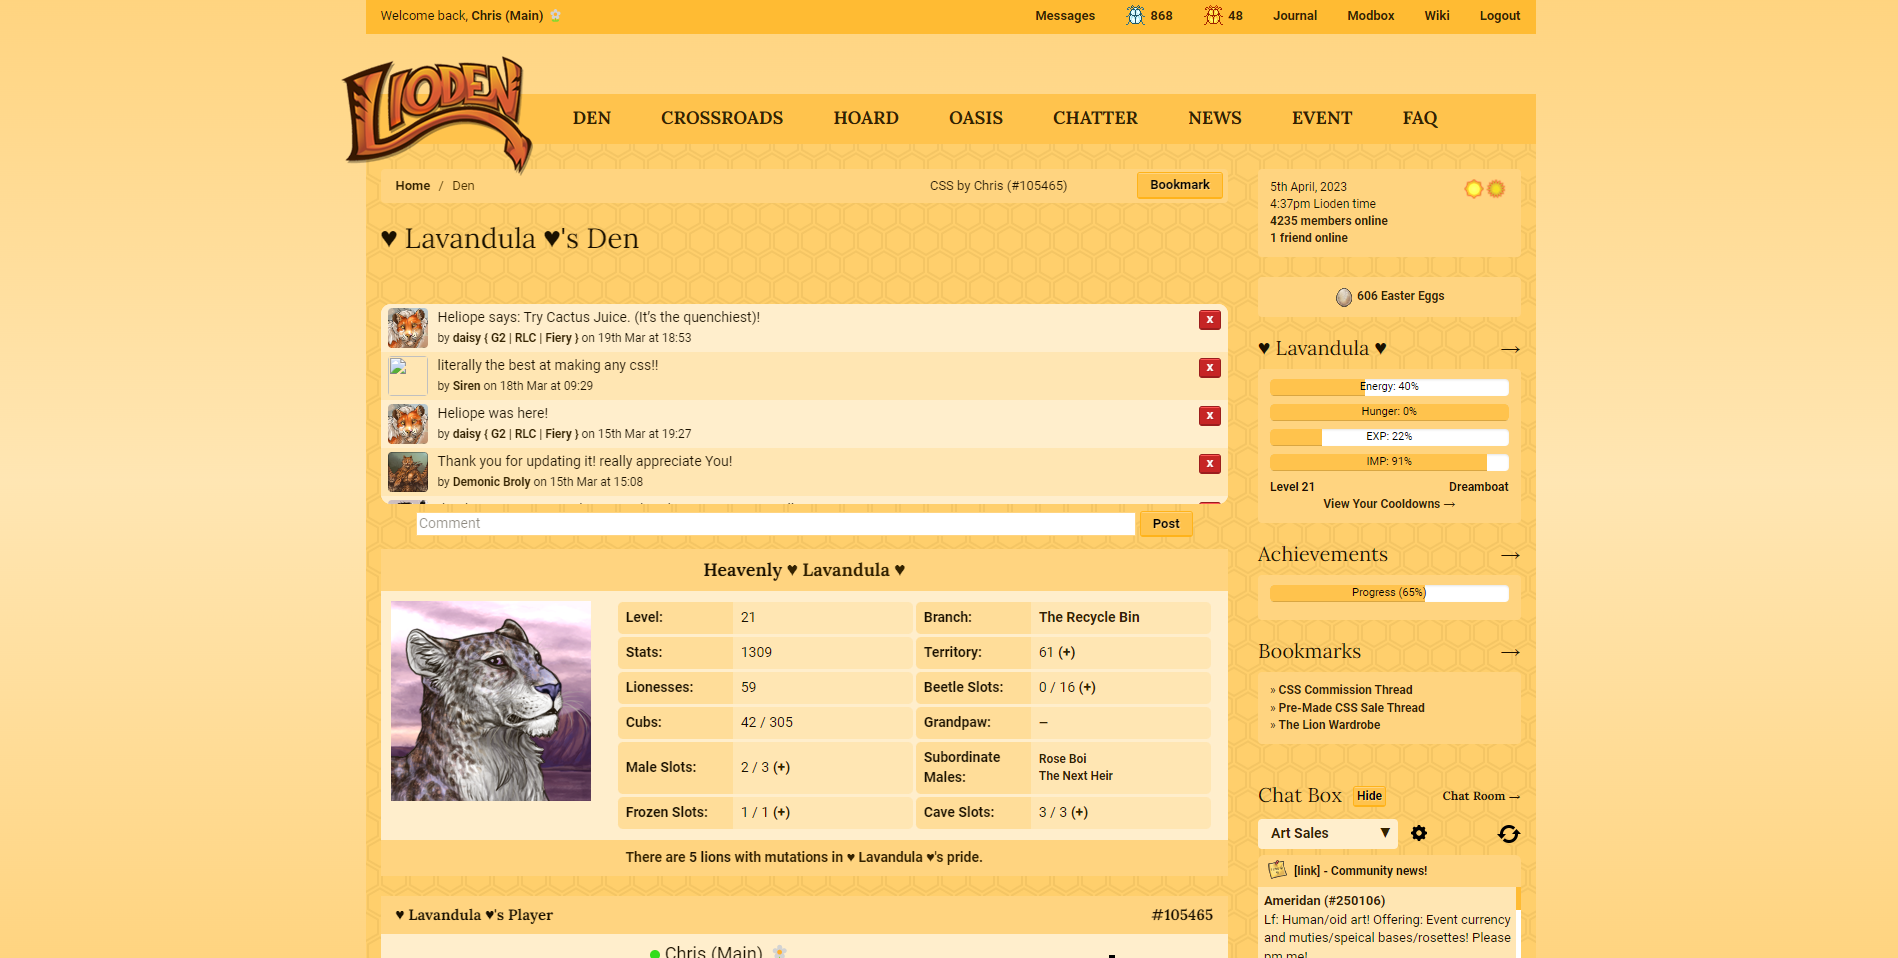 Welcome back, Chris (Main)
Messages 868 48 Journal Modbox Wiki Logout
LIODEN
DEN CROSSROADS HOARD OASIS CHATTER NEWS EVENT FAQ
Home / Den CSS by Chris (#105465) Bookmark
♥ Lavandula ♥'s Den
Heliope says: Try Cactus Juice. (It's the quenchiest)!
by daisy { G2 | RLC | Fiery } on 19th Mar at 18:53
x
literally the best at making any css!!
by Siren on 18th Mar at 09:29
x
Heliope was here!
by daisy { G2 | RLC | Fiery } on 15th Mar at 19:27
x
Thank you for updating it! really appreciate You!
by Demonic Broly on 15th Mar at 15:08
x
Comment Post
Heavenly ♥ Lavandula ♥
Level: 21 Branch: The Recycle Bin
Stats: 1309 Territory: 61 (+)
Lionesses: 59 Beetle Slots: 0 / 16 (+)
Cubs: 42 / 305 Grandpaw: –
Male Slots: 2 / 3 (+) Subordinate Males: Rose Boi
The Next Heir
Frozen Slots: 1 / 1 (+) Cave Slots: 3 / 3 (+)
There are 5 lions with mutations in ♥ Lavandula ♥'s pride.
♥ Lavandula ♥'s Player #105465
Chris (Main)
5th April, 2023
4:37pm Lioden time
4235 members online
1 friend online
606 Easter Eggs
♥ Lavandula ♥ →
Energy: 40%
Hunger: 0%
EXP: 22%
IMP: 91%
Level 21 Dreamboat
View Your Cooldowns →
Achievements →
Progress (65%)
Bookmarks →
» CSS Commission Thread
» Pre-Made CSS Sale Thread
» The Lion Wardrobe
Chat Box Hide Chat Room →
Art Sales ▼
[link] - Community news!
Ameridan (#250106)
Lf: Human/oid art! Offering: Event currency
and muties/speical bases/rosettes! Please
pm me!